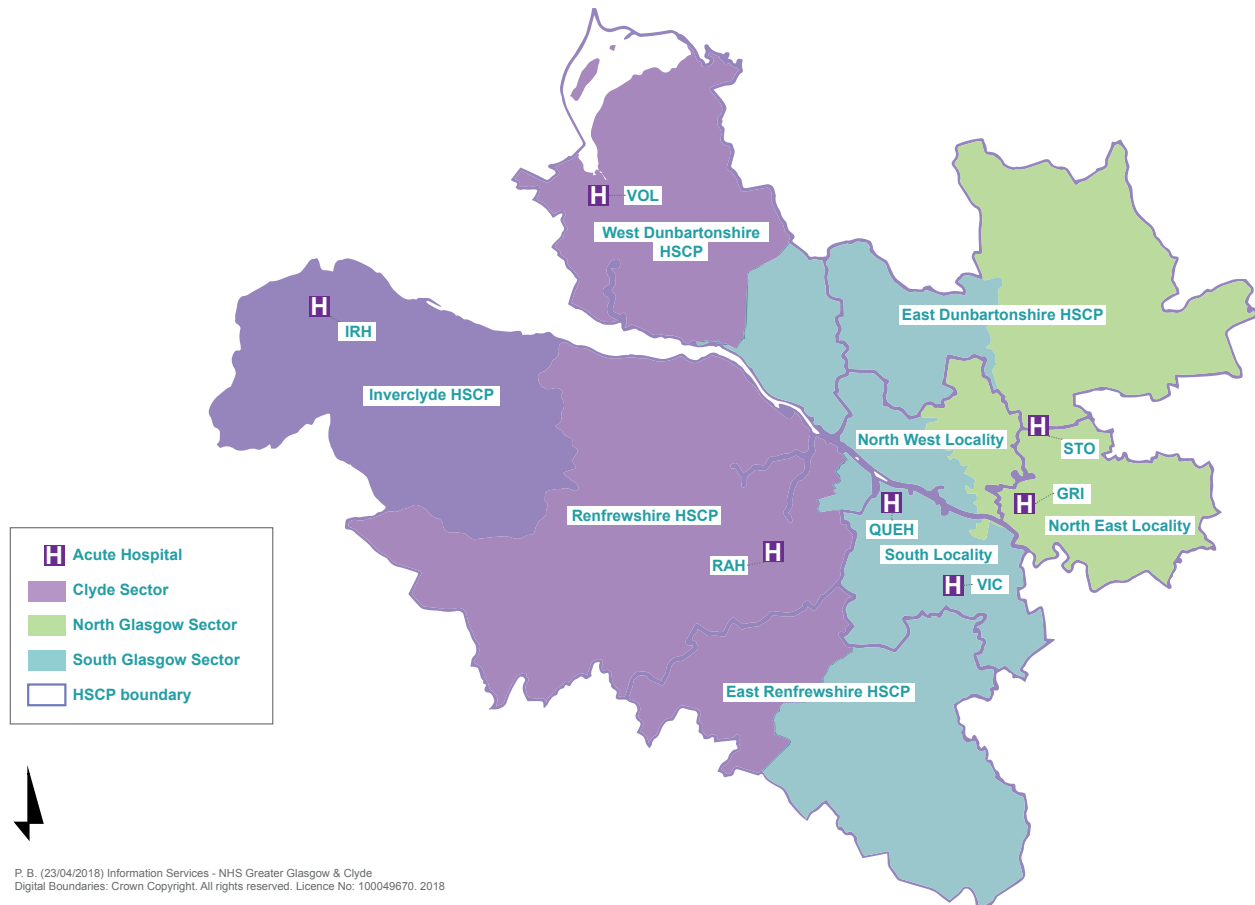 H VOL
West Dunbartonshire
HSCP
H
IRH
East Dunbartonshire HSCP
Inverclyde HSCP
North West Locality
H
STO
GRI
H
H
QUEH
North East Locality
Renfrewshire HSCP
South Locality
H
RAH
H VIC
East Renfrewshire HSCP
H Acute Hospital
Clyde Sector
North Glasgow Sector
South Glasgow Sector
HSCP boundary
P. B. (23/04/2018) Information Services - NHS Greater Glasgow & Clyde
Digital Boundaries: Crown Copyright. All rights reserved. Licence No: 100049670. 2018